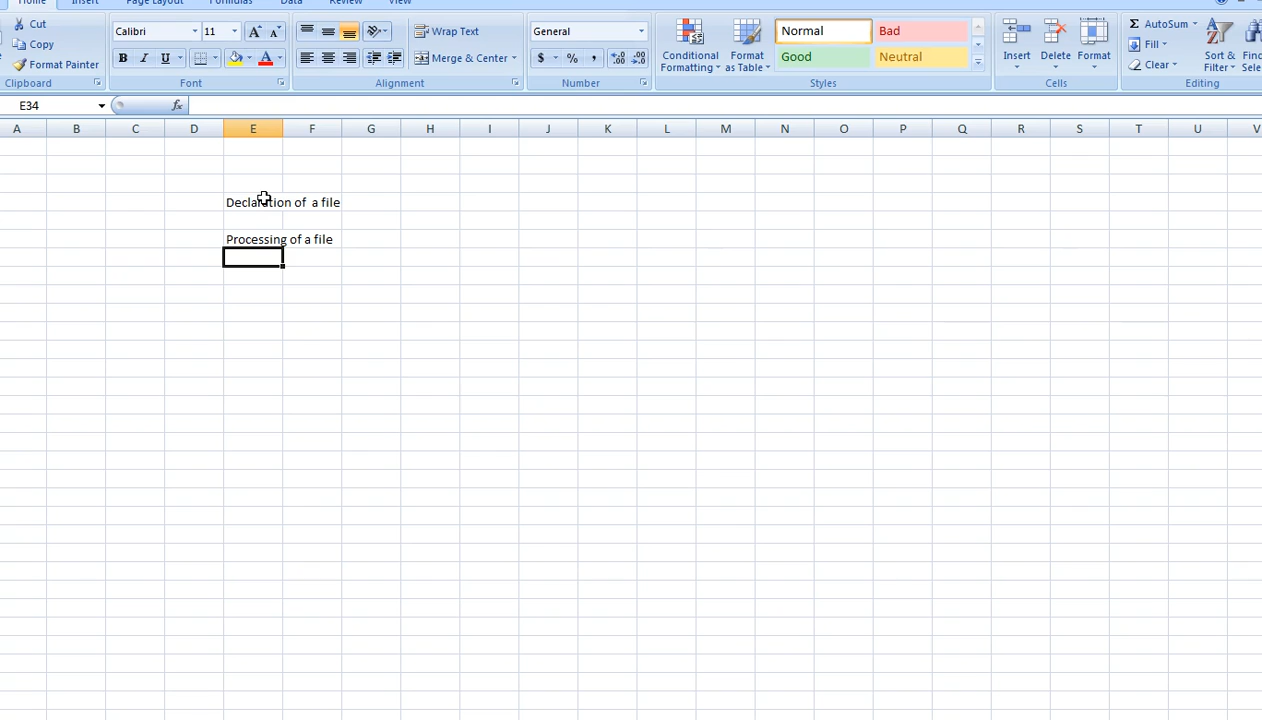 Home Insert Page Layout Formulas Data Review View
Cut Calibri 11 Wrap Text General Normal Bad AutoSum
Copy Conditional Formatting Format as Table Insert Delete Format Fill Sort & Filter
Format Painter B I U Merge & Center $ % , Good Neutral Clear
Clipboard Font Alignment Number Styles Cells Editing
E34 fx
A B C D E F G H I J K L M N O P Q R S T U V
Declaration of a file
Processing of a file